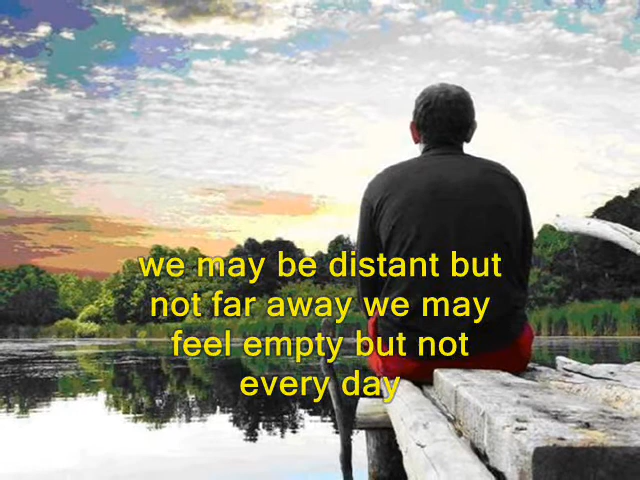 we may be distant but
not far away we may
feel empty but not
every day